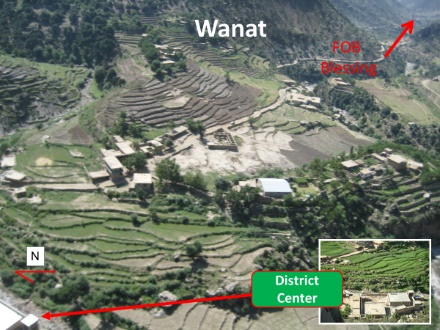 Wanat
FOB
Blessing
N
District
Center